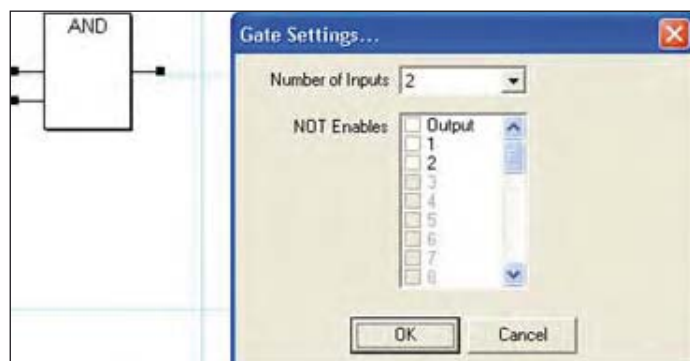 AND
Gate Settings...
Number of Inputs 2
NOT Enables
Output
1
2
3
4
5
6
7
8
OK
Cancel